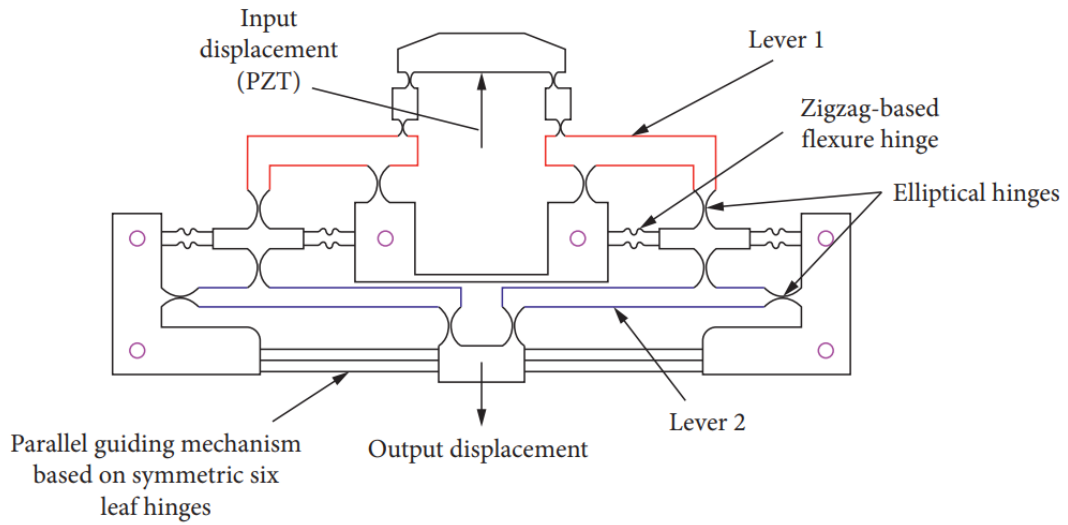 Input
displacement
(PZT)
Lever 1
Zigzag-based
flexure hinge
Elliptical hinges
Lever 2
Output displacement
Parallel guiding mechanism
based on symmetric six
leaf hinges